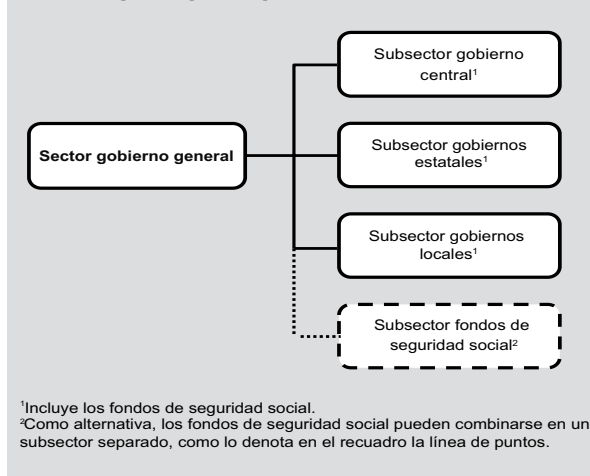 Subsector gobierno
central¹
Sector gobierno general
Subsector gobiernos
estatales¹
Subsector gobiernos
locales¹
Subsector fondos de
seguridad social²
¹Incluye los fondos de seguridad social.
²Como alternativa, los fondos de seguridad social pueden combinarse en un
subsector separado, como lo denota en el recuadro la línea de puntos.